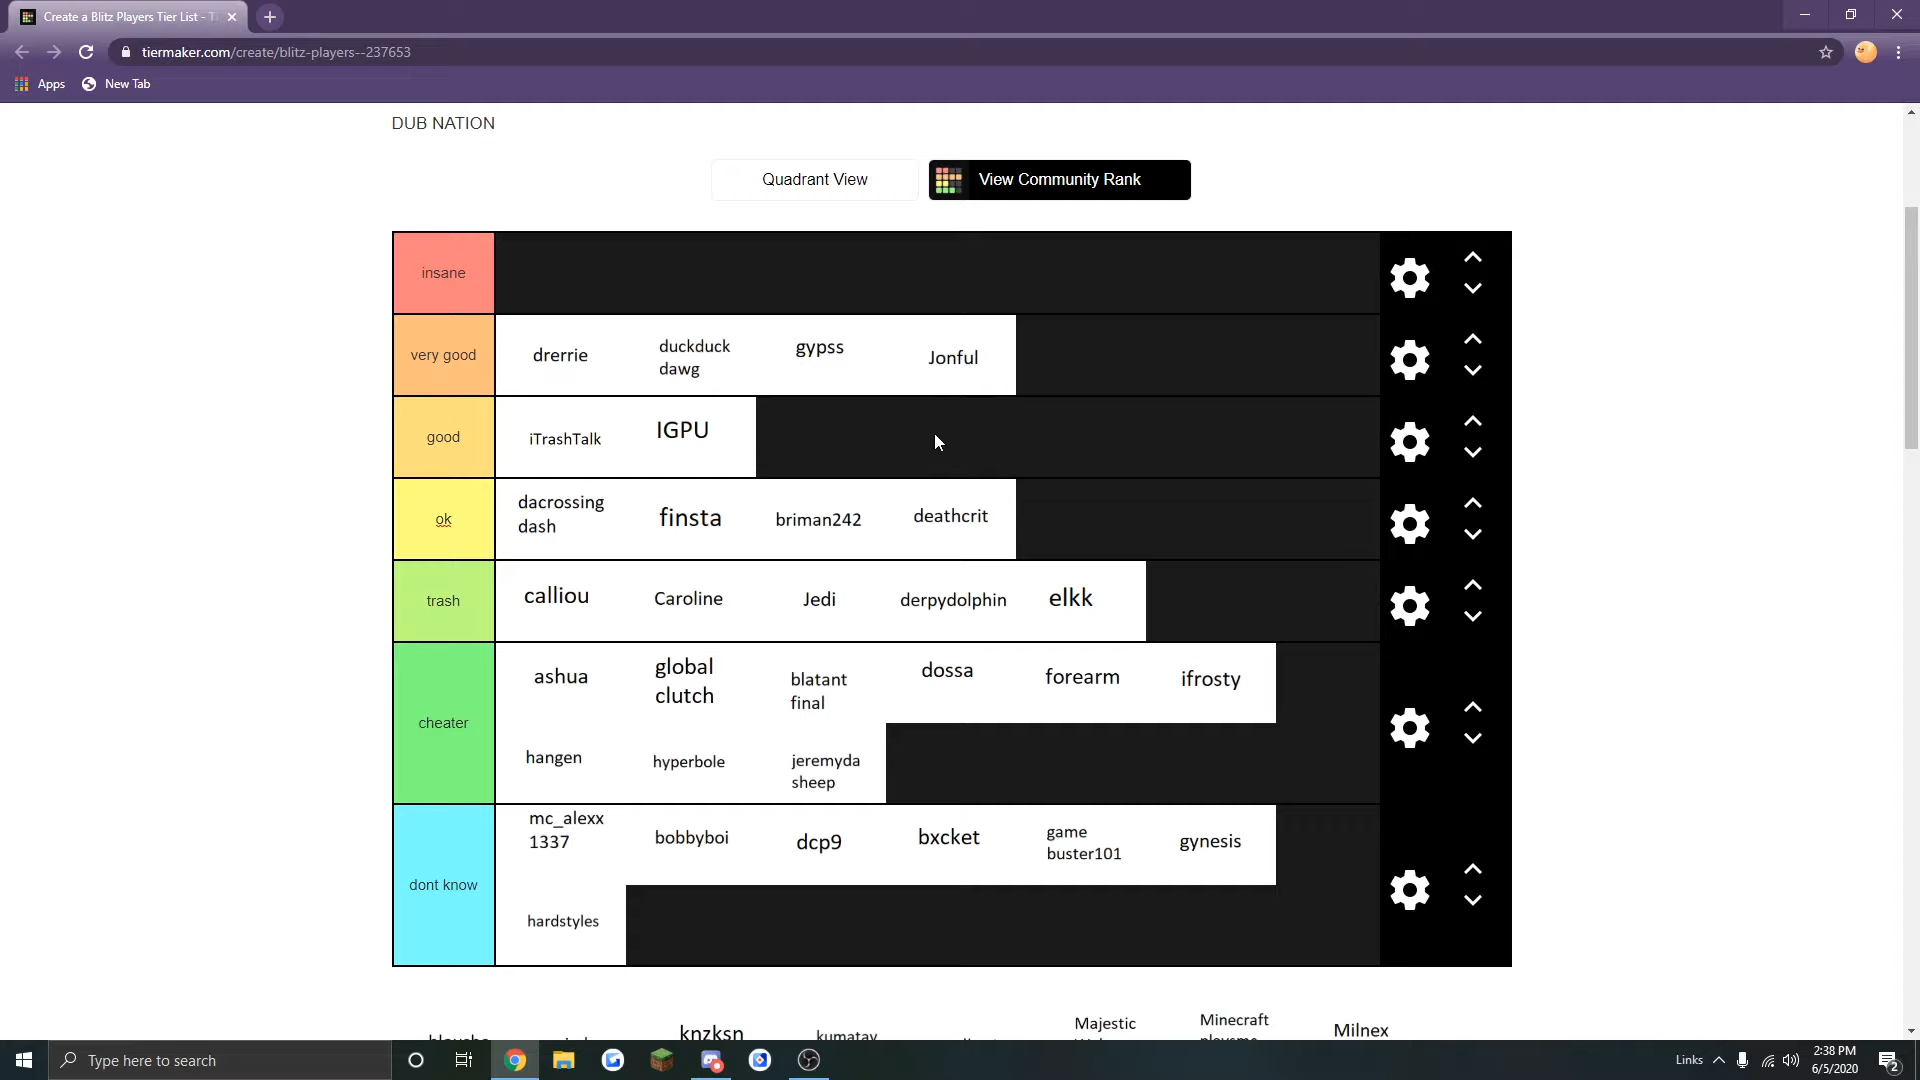 Create a Blitz Players Tier List - T
tiermaker.com/create/blitz-players--237653
Apps
New Tab
DUB NATION
Quadrant View
View Community Rank
insane
very good
drerrie
duckduck
dawg
gypss
Jonful
good
iTrashTalk
IGPU
ok
dacrossing
dash
finsta
briman242
deathcrit
trash
calliou
Caroline
Jedi
derpydolphin
elkk
cheater
ashua
global
clutch
blatant
final
dossa
forearm
ifrosty
hangen
hyperbole
jeremyda
sheep
dont know
mc_alexx
1337
bobbyboi
dcp9
bxcket
game
buster101
gynesis
hardstyles
knzksn
kumatay
Majestic
Minecraft
Milnex
Type here to search
Links
2:38 PM
6/5/2020
2